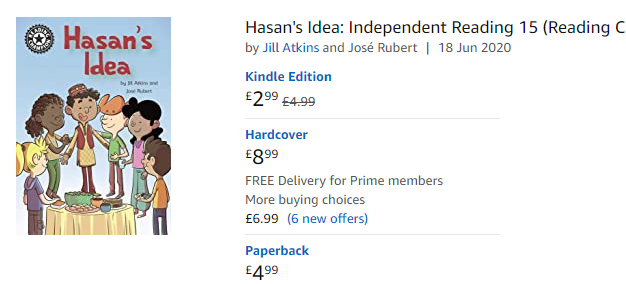 Hasan's
Idea
by Jill Atkins and
José Rubert
Hasan's Idea: Independent Reading 15 (Reading C
by Jill Atkins and José Rubert | 18 Jun 2020
Kindle Edition
£2.99 £4.99
Hardcover
£8.99
FREE Delivery for Prime members
More buying choices
£6.99 (6 new offers)
Paperback
£4.99